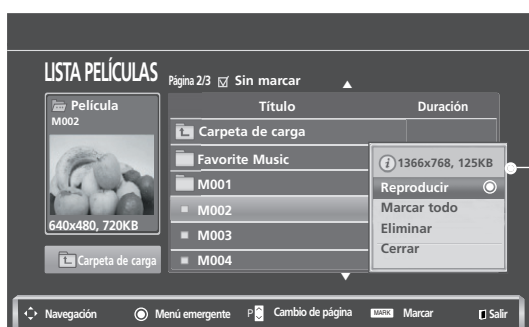 LISTA PELÍCULAS
Página 2/3 Sin marcar
Película
M002
640x480, 720KB
Carpeta de carga
Titulo Duración
Carpeta de carga
Favorite Music
M001
M002
M003
M004
1366x768, 125KB
Reproducir
Marcar todo
Eliminar
Cerrar
Navegación Menú emergente P Cambio de página MARK Marcar Salir